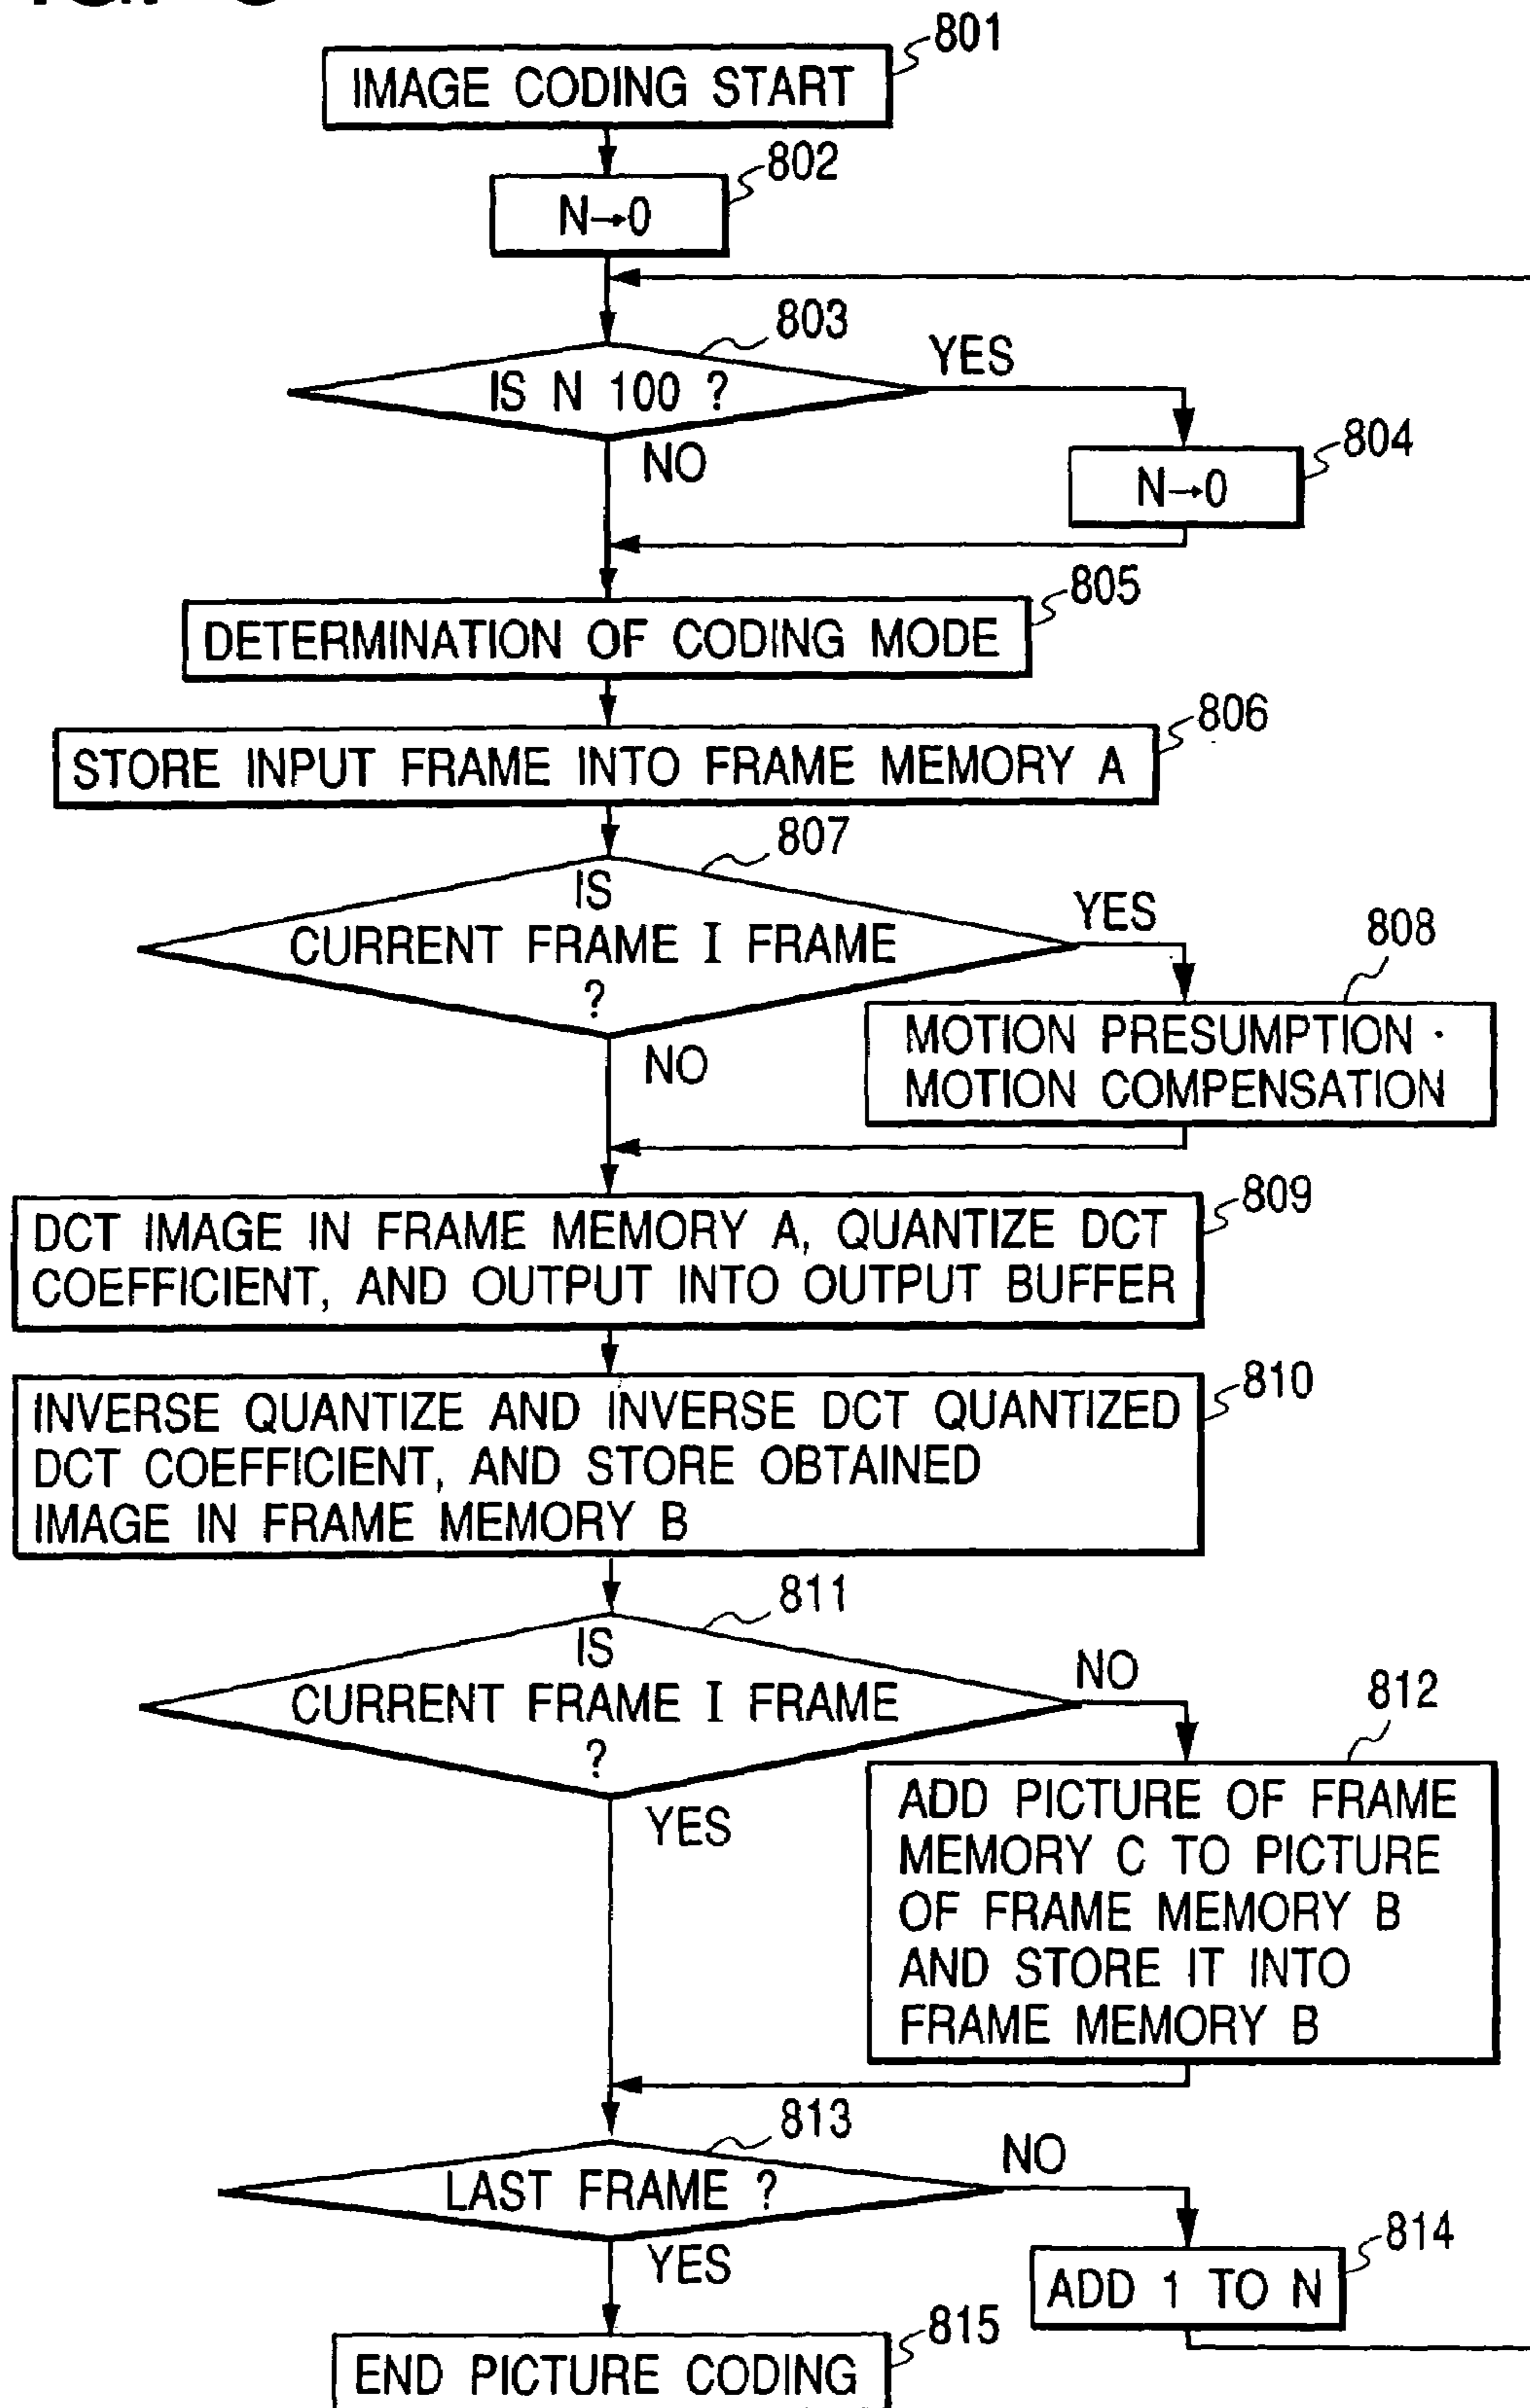 801
IMAGE CODING START
802
N→0
803
IS N 100 ?
YES
NO
804
N→0
805
DETERMINATION OF CODING MODE
806
STORE INPUT FRAME INTO FRAME MEMORY A
807
IS
CURRENT FRAME I FRAME
?
YES
NO
808
MOTION PRESUMPTION ·
MOTION COMPENSATION
809
DCT IMAGE IN FRAME MEMORY A, QUANTIZE DCT
COEFFICIENT, AND OUTPUT INTO OUTPUT BUFFER
810
INVERSE QUANTIZE AND INVERSE DCT QUANTIZED
DCT COEFFICIENT, AND STORE OBTAINED
IMAGE IN FRAME MEMORY B
811
IS
CURRENT FRAME I FRAME
?
NO
YES
812
ADD PICTURE OF FRAME
MEMORY C TO PICTURE
OF FRAME MEMORY B
AND STORE IT INTO
FRAME MEMORY B
813
LAST FRAME ?
NO
YES
814
ADD 1 TO N
815
END PICTURE CODING